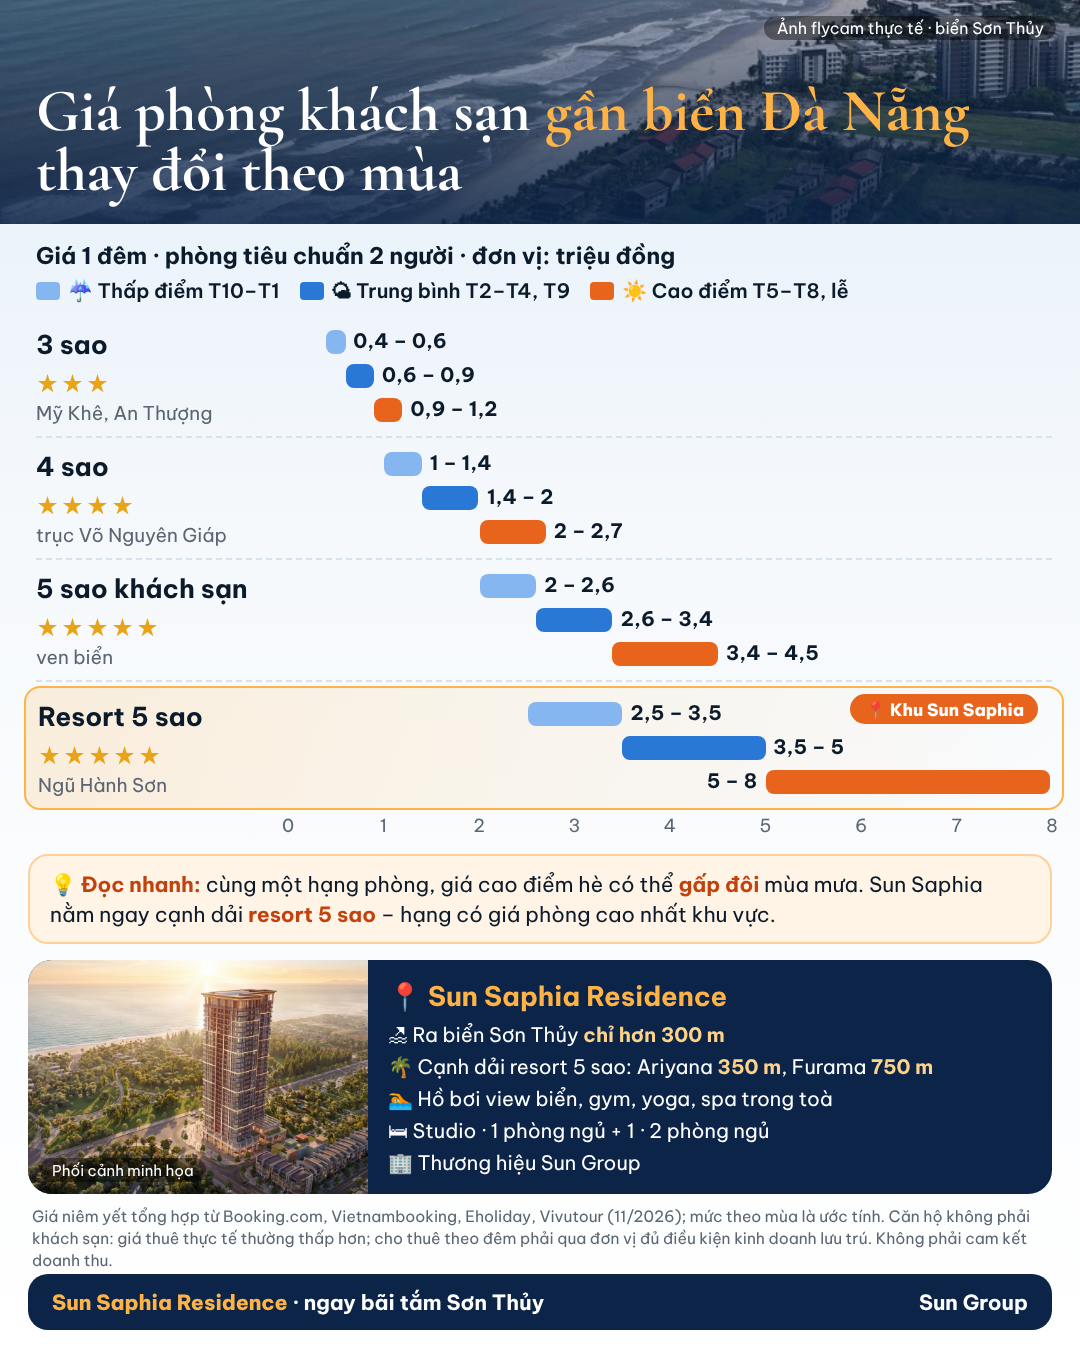 Ảnh flycam thực tế · biển Sơn Thủy
Giá phòng khách sạn gần biển Đà Nẵng
thay đổi theo mùa
Giá 1 đêm · phòng tiêu chuẩn 2 người · đơn vị: triệu đồng
☔ Thấp điểm T10–T1 🌤 Trung bình T2–T4, T9 ☀️ Cao điểm T5–T8, lễ
3 sao
★★★
Mỹ Khê, An Thượng
0,4 – 0,6
0,6 – 0,9
0,9 – 1,2
4 sao
★★★★
trục Võ Nguyên Giáp
1 – 1,4
1,4 – 2
2 – 2,7
5 sao khách sạn
★★★★★
ven biển
2 – 2,6
2,6 – 3,4
3,4 – 4,5
Resort 5 sao
★★★★★
Ngũ Hành Sơn
2,5 – 3,5
📍 Khu Sun Saphia
3,5 – 5
5 – 8
0 1 2 3 4 5 6 7 8
💡 Đọc nhanh: cùng một hạng phòng, giá cao điểm hè có thể gấp đôi mùa mưa. Sun Saphia
nằm ngay cạnh dải resort 5 sao – hạng có giá phòng cao nhất khu vực.
Phối cảnh minh họa
📍 Sun Saphia Residence
🏖 Ra biển Sơn Thủy chỉ hơn 300 m
🌴 Cạnh dải resort 5 sao: Ariyana 350 m, Furama 750 m
🏊 Hồ bơi view biển, gym, yoga, spa trong toà
🛏 Studio · 1 phòng ngủ + 1 · 2 phòng ngủ
🏢 Thương hiệu Sun Group
Giá niêm yết tổng hợp từ Booking.com, Vietnambooking, Eholiday, Vivutour (11/2026); mức theo mùa là ước tính. Căn hộ không phải
khách sạn: giá thuê thực tế thường thấp hơn; cho thuê theo đêm phải qua đơn vị đủ điều kiện kinh doanh lưu trú. Không phải cam kết
doanh thu.
Sun Saphia Residence · ngay bãi tắm Sơn Thủy
Sun Group